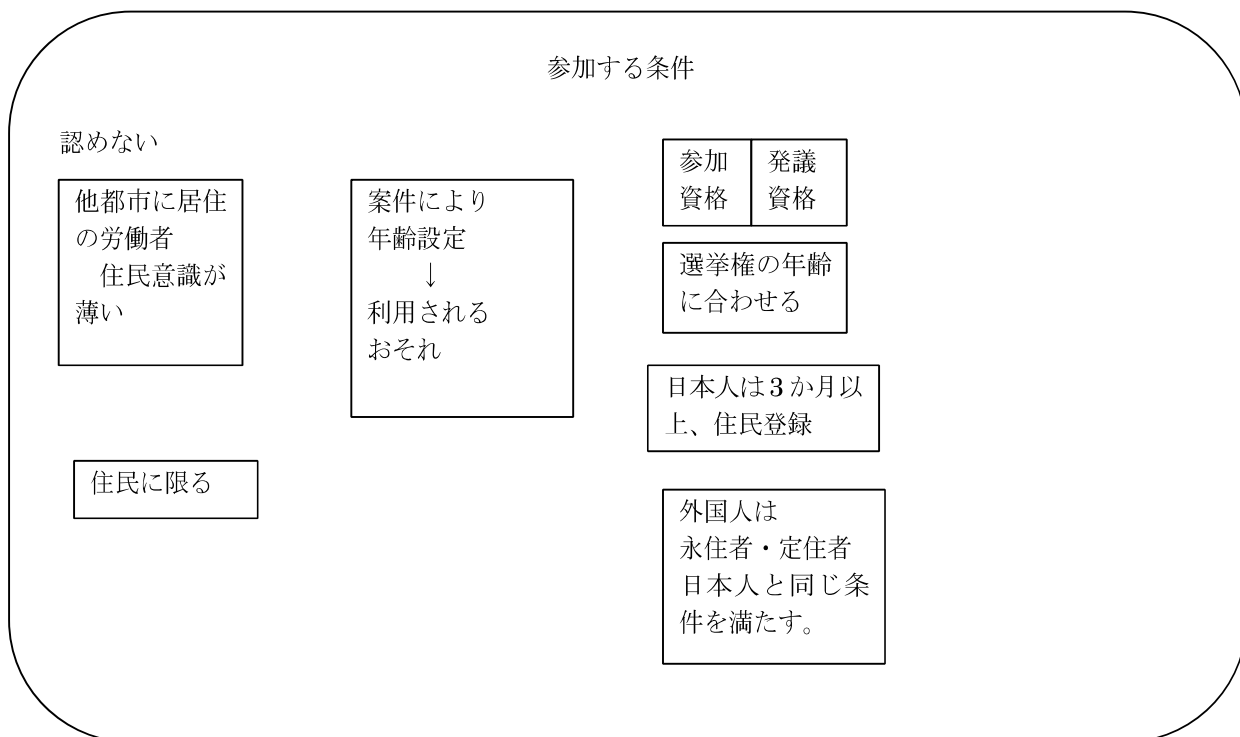 参加する条件
認めない
他都市に居住
の労働者
　住民意識が
薄い
住民に限る
案件により
年齢設定
↓
利用される
おそれ
参加
資格
発議
資格
選挙権の年齢
に合わせる
日本人は３か月以
上、住民登録
外国人は
永住者・定住者
日本人と同じ条
件を満たす。